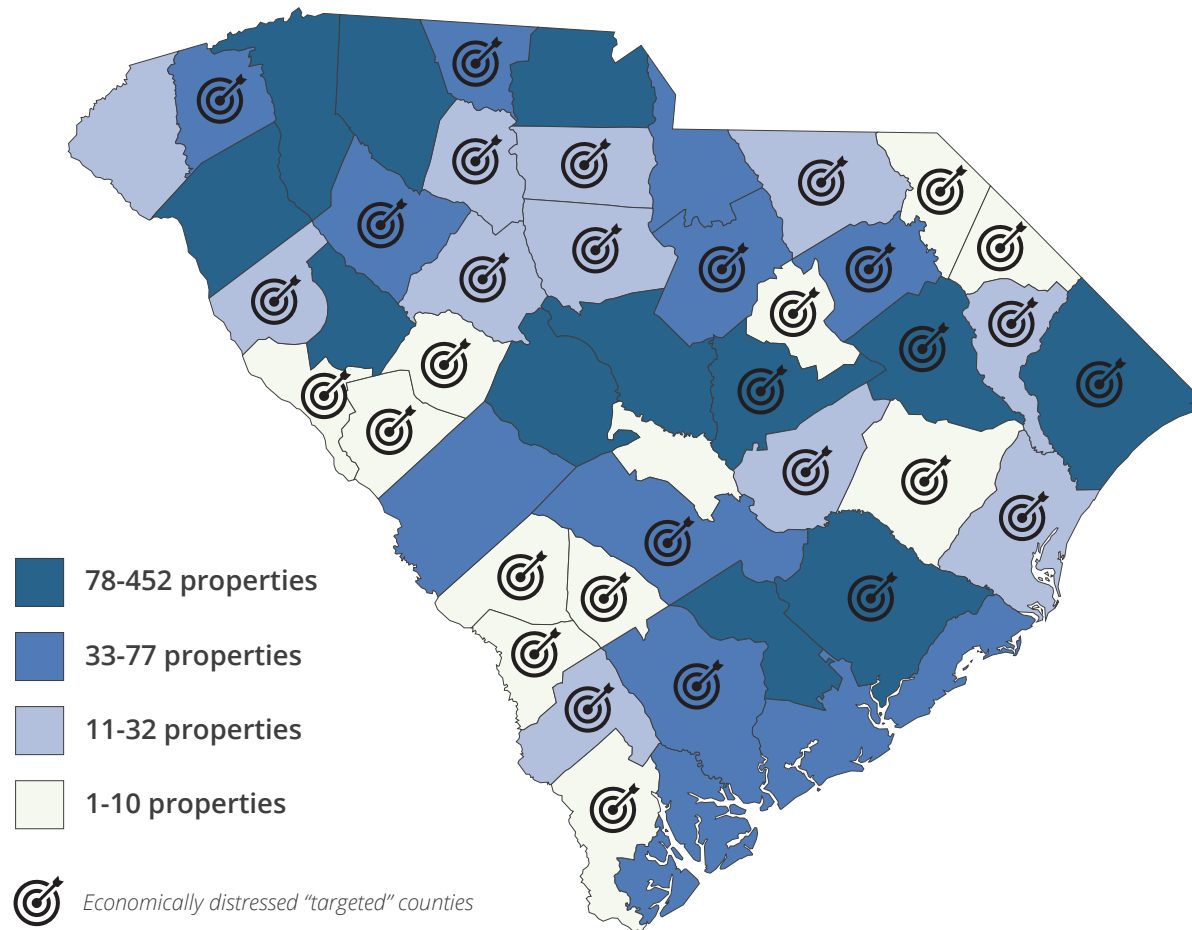 78-452 properties
33-77 properties
11-32 properties
1-10 properties
Economically distressed “targeted” counties